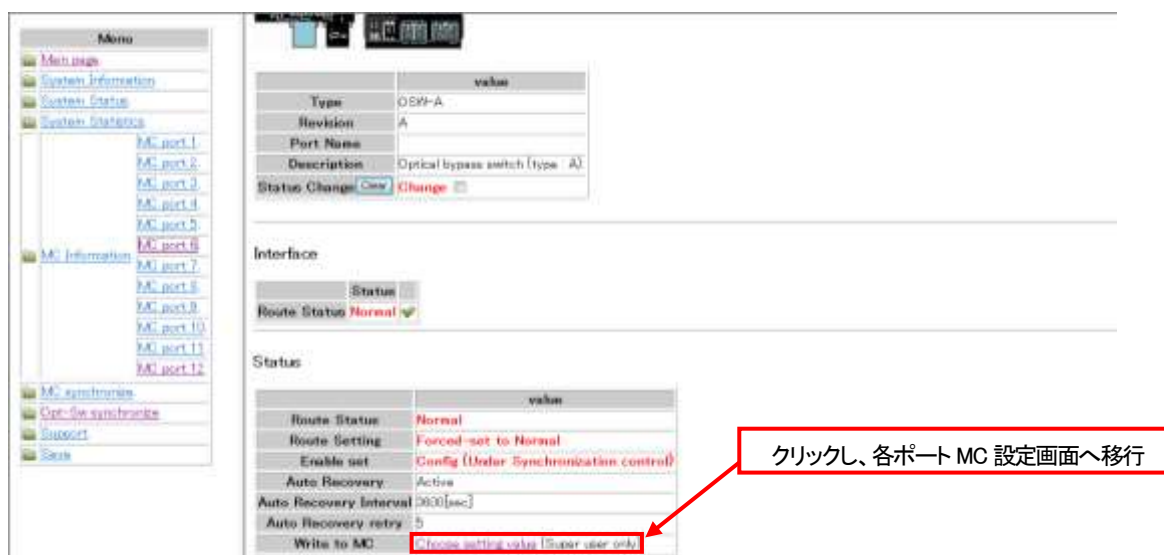 Menu
Main page
System Information
System Status
System Statistics
MC Information
MC port 1
MC port 2
MC port 3
MC port 4
MC port 5
MC port 6
MC port 7
MC port 8
MC port 9
MC port 10
MC port 11
MC port 12
MC synchronize
Opt-Sw synchronize
Support
Save
value
Type OSW-A
Revision A
Port Name
Description Optical bypass switch (type : A)
Status Change Clear Change
Interface
Status
Route Status Normal
Status
value
Route Status Normal
Route Setting Forced-set to Normal
Enable set Config (Under Synchronization control)
Auto Recovery Active
Auto Recovery Interval 3600[sec]
Auto Recovery retry 5
Write to MC Choose setting value (Super user only)
クリックし、各ポート MC 設定画面へ移行